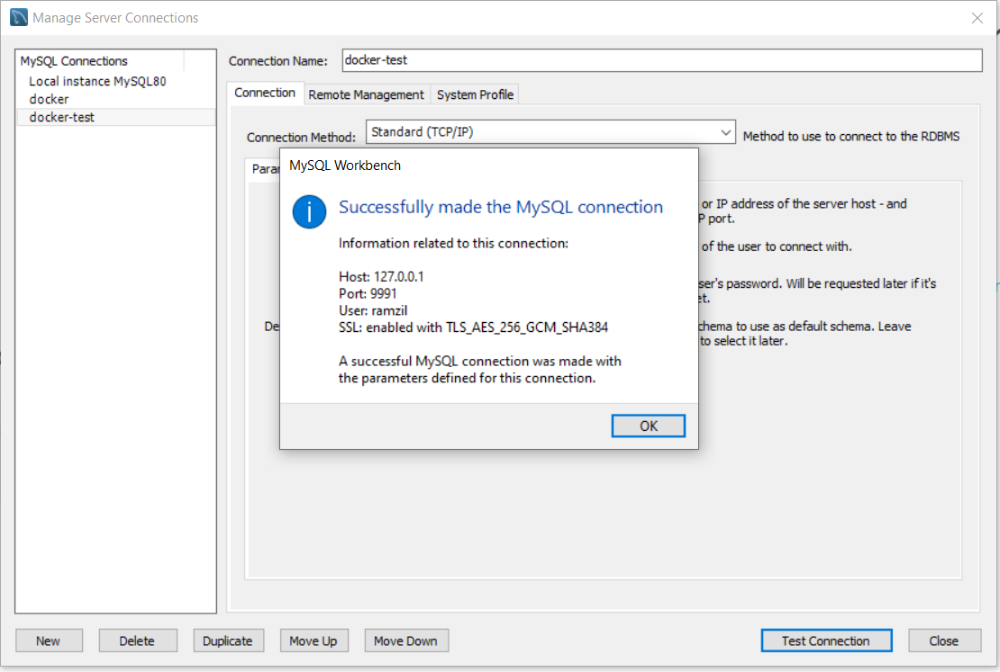 Manage Server Connections
MySQL Connections
Local instance MySQL80
docker
docker-test
Connection Name:
docker-test
Connection
Remote Management
System Profile
Connection Method:
Standard (TCP/IP)
Method to use to connect to the RDBMS
MySQL Workbench
Successfully made the MySQL connection
Information related to this connection:
Host: 127.0.0.1
Port: 9991
User: ramzil
SSL: enabled with TLS_AES_256_GCM_SHA384
A successful MySQL connection was made with
the parameters defined for this connection.
OK
or IP address of the server host - and
port.
of the user to connect with.
password. Will be requested later if it's
to use as default schema. Leave
to select it later.
New
Delete
Duplicate
Move Up
Move Down
Test Connection
Close